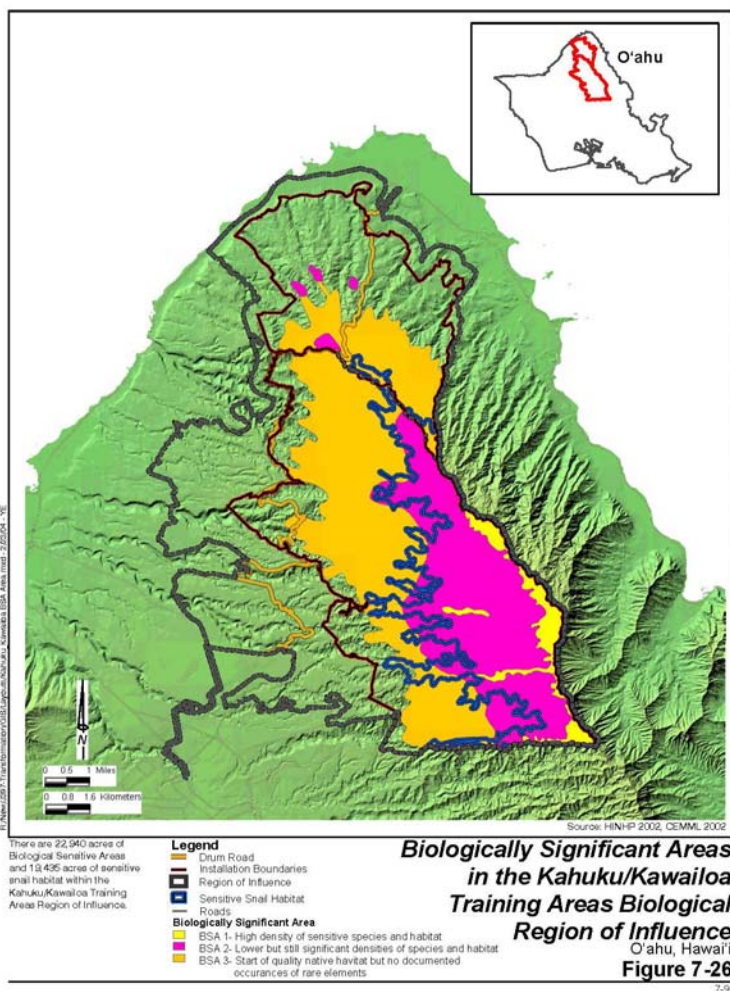 O'ahu
N
0 0.5 1 Miles
0 0.8 1.6 Kilometers
Source: HINHP 2002, CEMML 2002
There are 22,940 acres of
Biological Sensitive Areas
and 19,495 acres of sensitive
snail habitat within the
Kahuku/Kawailoa Training
Areas Region of Influence.
Legend
Drum Road
Installation Boundaries
Region of Influence
Sensitive Snail Habitat
Roads
Biologically Significant Area
BSA 1- High density of sensitive species and habitat
BSA 2- Lower but still significant densities of species and habitat
BSA 3- Start of quality native havitat but no documented
occurances of rare elements
Biologically Significant Areas
in the Kahuku/Kawailoa
Training Areas Biological
Region of Influence
O'ahu, Hawai'i
Figure 7-26